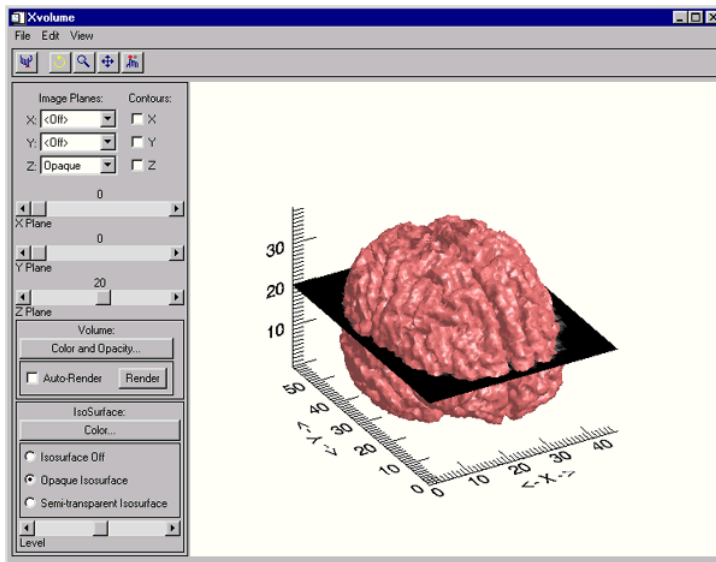 Xvolume
File Edit View
Image Planes: Contours:
X: <Off> X
Y: <Off> Y
Z: Opaque Z
0
X Plane
0
Y Plane
20
Z Plane
Volume:
Color and Opacity...
Auto-Render Render
IsoSurface:
Color...
Isosurface Off
Opaque Isosurface
Semi-transparent Isosurface
Level
30
20
10
50
40
30
20
10
0
<- Y ->
0
10
20
30
40
<- X ->